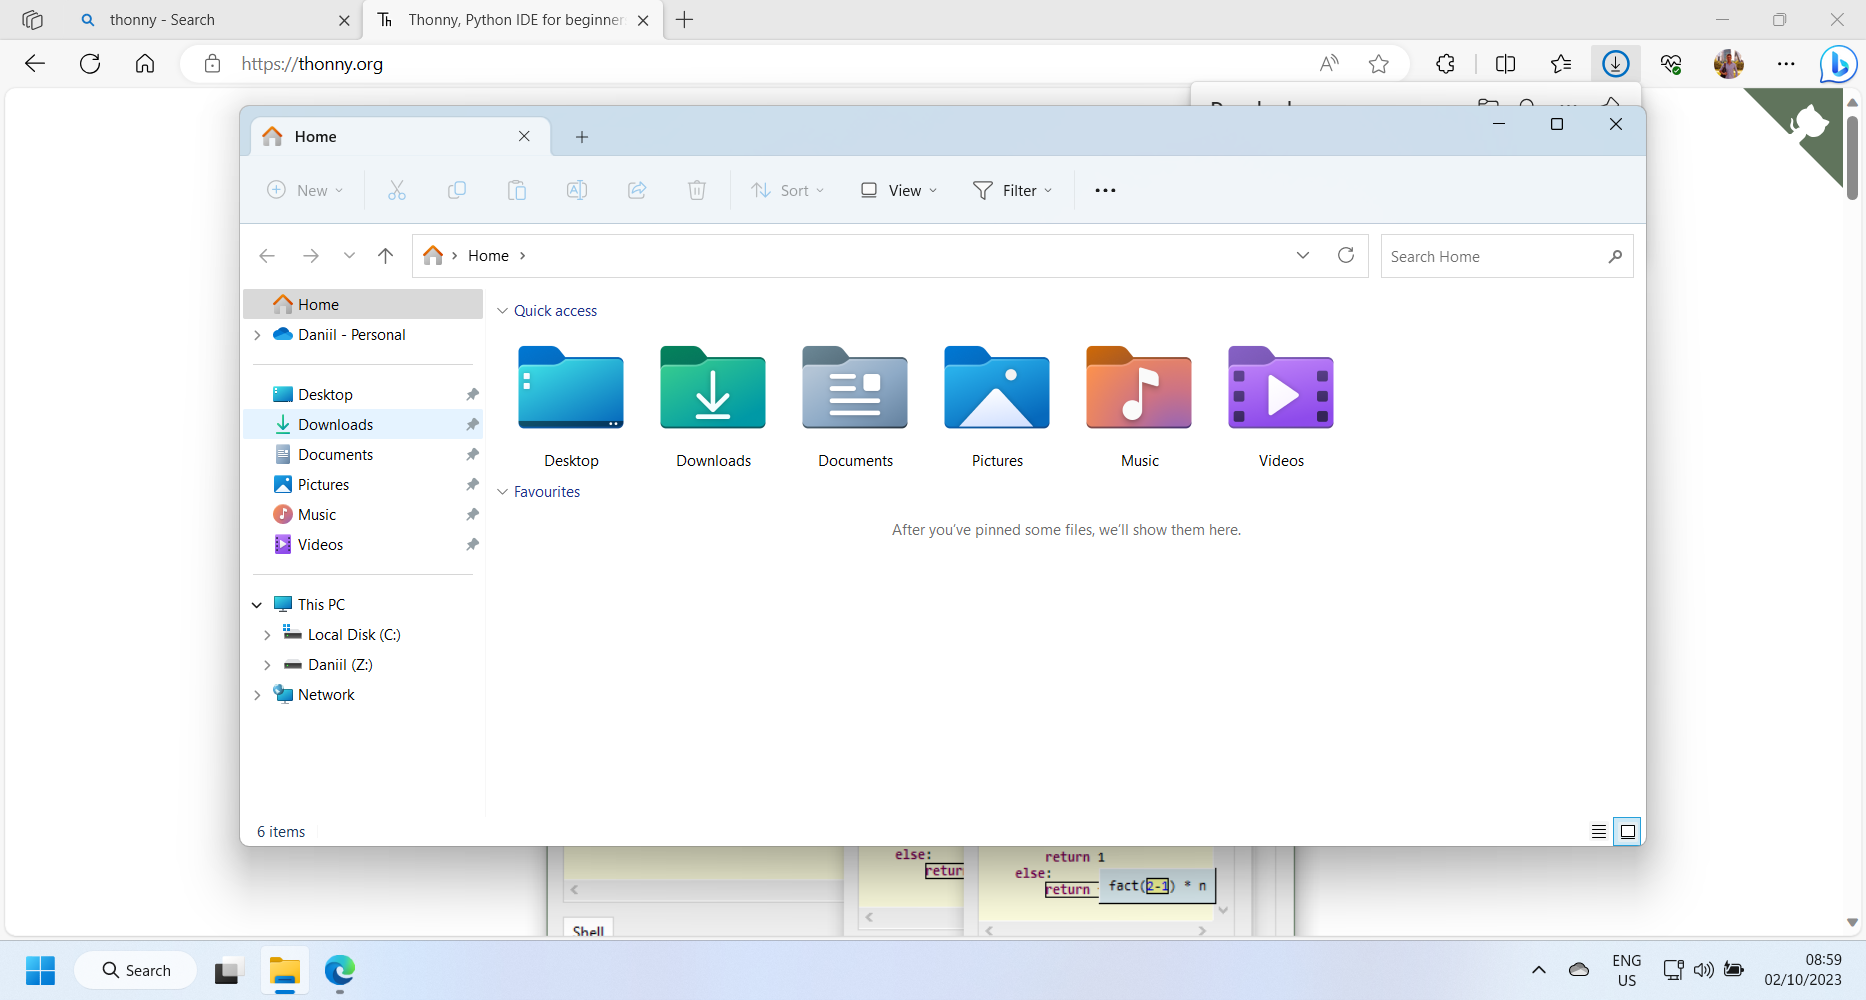 thonny - Search
Th Thonny, Python IDE for beginners
https://thonny.org
Home
New
Sort
View
Filter
Home
Search Home
Home
Daniil - Personal
Desktop
Downloads
Documents
Pictures
Music
Videos
This PC
Local Disk (C:)
Daniil (Z:)
Network
Quick access
Desktop
Downloads
Documents
Pictures
Music
Videos
Favourites
After you've pinned some files, we'll show them here.
6 items
else:
return 1
else:
return
fact(2-1) * n
Shell
Search
ENG
US
08:59
02/10/2023